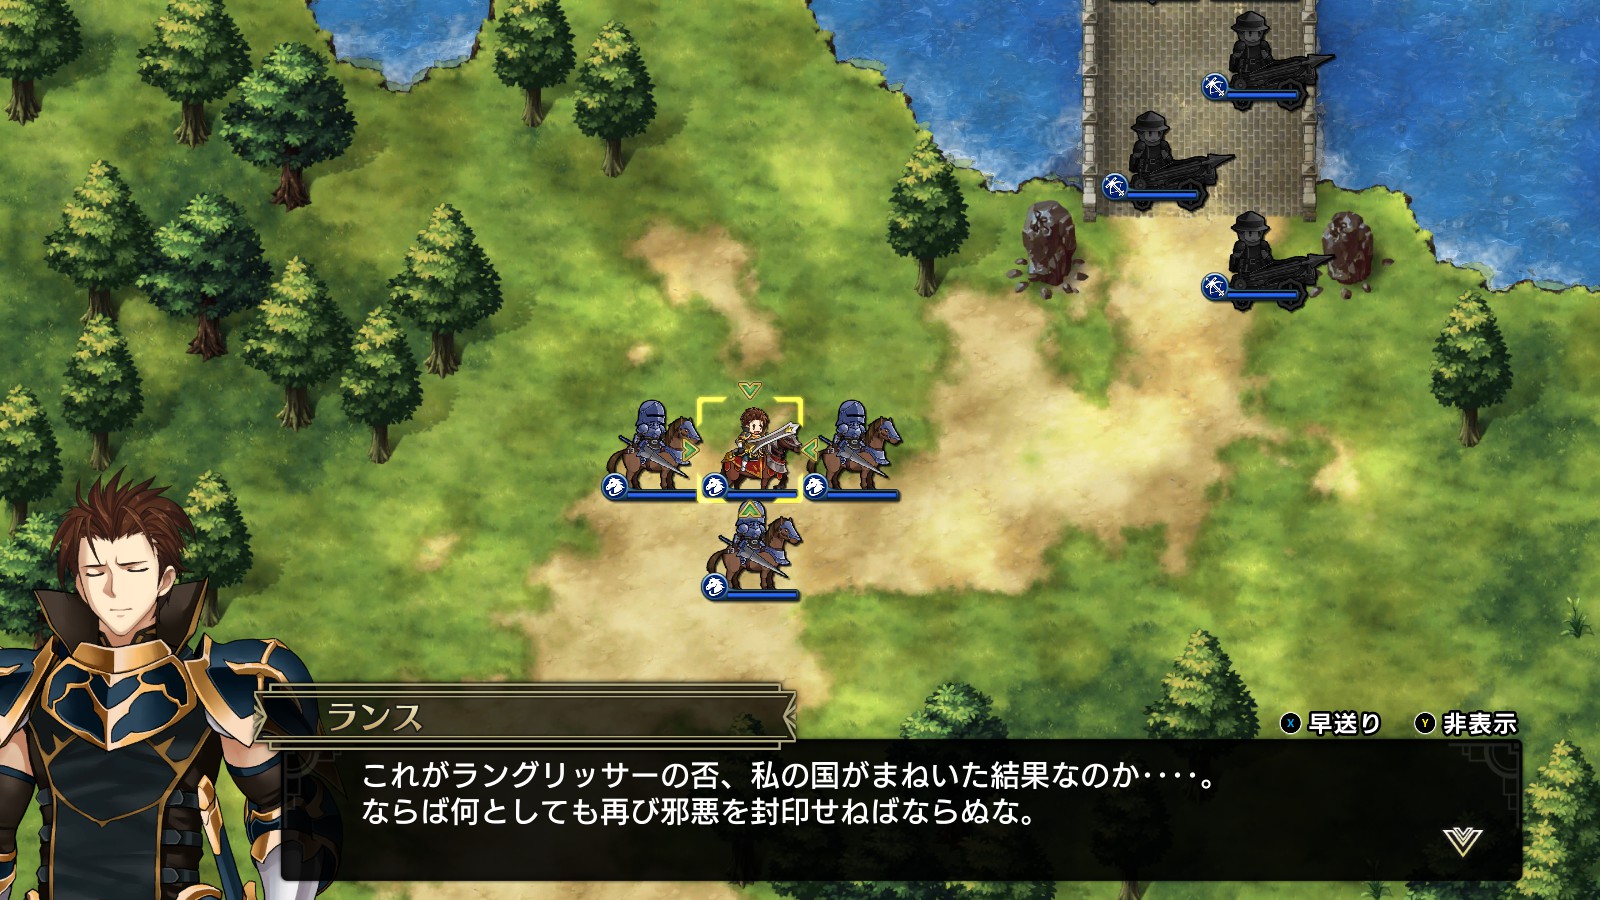 X 早送り Y 非表示
ランス
これがラングリッサーの否、私の国がまねいた結果なのか‥‥。
ならば何としても再び邪悪を封印せねばならぬな。